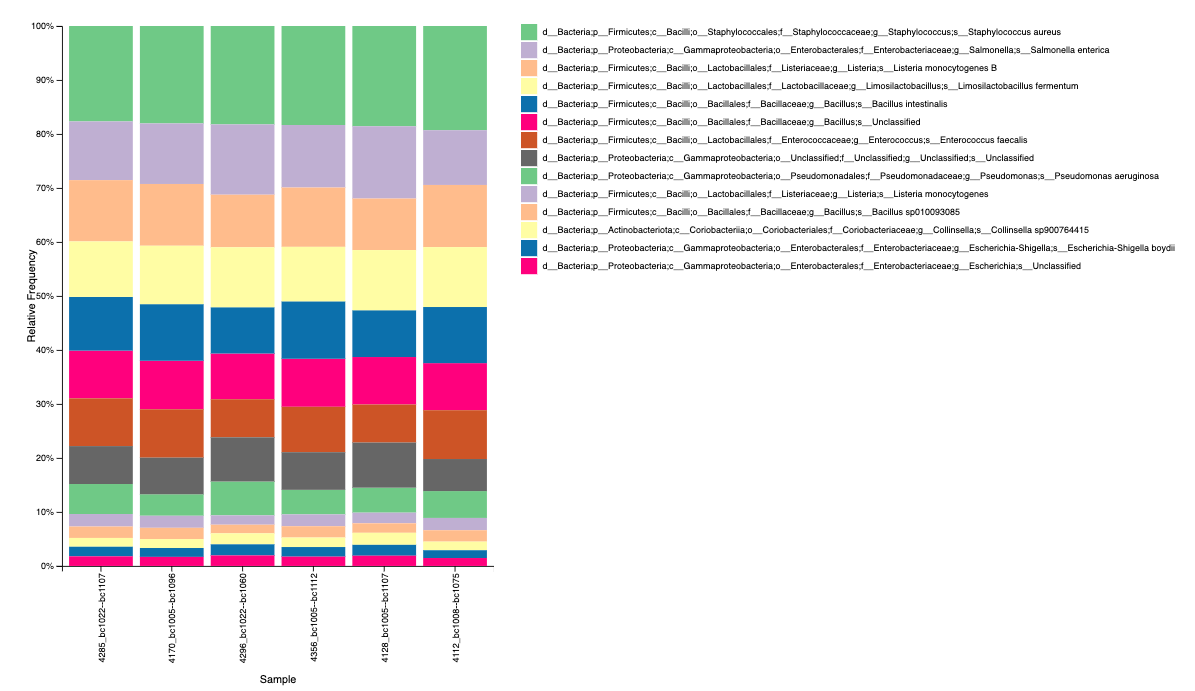 100%
90%
80%
70%
60%
50%
40%
30%
20%
10%
0%
Relative Frequency
4285_bc1022--bc1107
4170_bc1005--bc1096
4296_bc1022--bc1060
4356_bc1005--bc1112
4128_bc1005--bc1107
4112_bc1008--bc1075
Sample
d__Bacteria;p__Firmicutes;c__Bacilli;o__Staphylococcales;f__Staphylococcaceae;g__Staphylococcus;s__Staphylococcus aureus
d__Bacteria;p__Proteobacteria;c__Gammaproteobacteria;o__Enterobacterales;f__Enterobacteriaceae;g__Salmonella;s__Salmonella enterica
d__Bacteria;p__Firmicutes;c__Bacilli;o__Lactobacillales;f__Listeriaceae;g__Listeria;s__Listeria monocytogenes B
d__Bacteria;p__Firmicutes;c__Bacilli;o__Lactobacillales;f__Lactobacillaceae;g__Limosilactobacillus;s__Limosilactobacillus fermentum
d__Bacteria;p__Firmicutes;c__Bacilli;o__Bacillales;f__Bacillaceae;g__Bacillus;s__Bacillus intestinalis
d__Bacteria;p__Firmicutes;c__Bacilli;o__Bacillales;f__Bacillaceae;g__Bacillus;s__Unclassified
d__Bacteria;p__Firmicutes;c__Bacilli;o__Lactobacillales;f__Enterococcaceae;g__Enterococcus;s__Enterococcus faecalis
d__Bacteria;p__Proteobacteria;c__Gammaproteobacteria;o__Unclassified;f__Unclassified;g__Unclassified;s__Unclassified
d__Bacteria;p__Proteobacteria;c__Gammaproteobacteria;o__Pseudomonadales;f__Pseudomonadaceae;g__Pseudomonas;s__Pseudomonas aeruginosa
d__Bacteria;p__Firmicutes;c__Bacilli;o__Lactobacillales;f__Listeriaceae;g__Listeria;s__Listeria monocytogenes
d__Bacteria;p__Firmicutes;c__Bacilli;o__Bacillales;f__Bacillaceae;g__Bacillus;s__Bacillus sp010093085
d__Bacteria;p__Actinobacteriota;c__Coriobacteriia;o__Coriobacteriales;f__Coriobacteriaceae;g__Collinsella;s__Collinsella sp900764415
d__Bacteria;p__Proteobacteria;c__Gammaproteobacteria;o__Enterobacterales;f__Enterobacteriaceae;g__Escherichia-Shigella;s__Escherichia-Shigella boydii
d__Bacteria;p__Proteobacteria;c__Gammaproteobacteria;o__Enterobacterales;f__Enterobacteriaceae;g__Escherichia;s__Unclassified